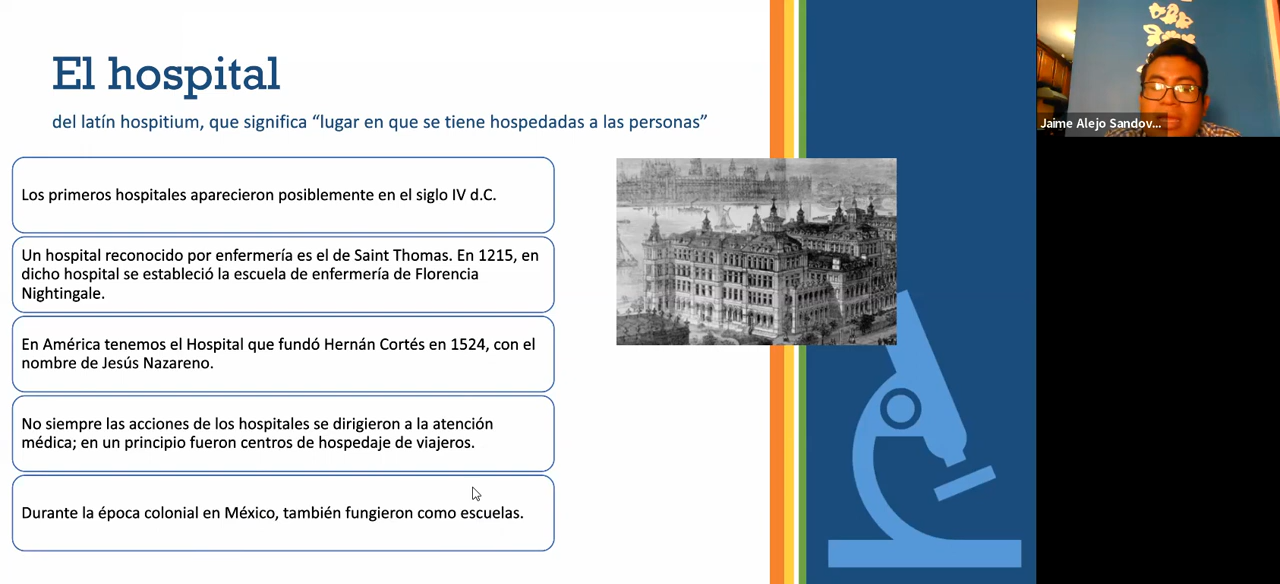 El hospital
del latín hospitium, que significa “lugar en que se tiene hospedadas a las personas”
Los primeros hospitales aparecieron posiblemente en el siglo IV d.C.
Un hospital reconocido por enfermería es el de Saint Thomas. En 1215, en
dicho hospital se estableció la escuela de enfermería de Florencia
Nightingale.
En América tenemos el Hospital que fundó Hernán Cortés en 1524, con el
nombre de Jesús Nazareno.
No siempre las acciones de los hospitales se dirigieron a la atención
médica; en un principio fueron centros de hospedaje de viajeros.
Durante la época colonial en México, también fungieron como escuelas.
Jaime Alejo Sandov...